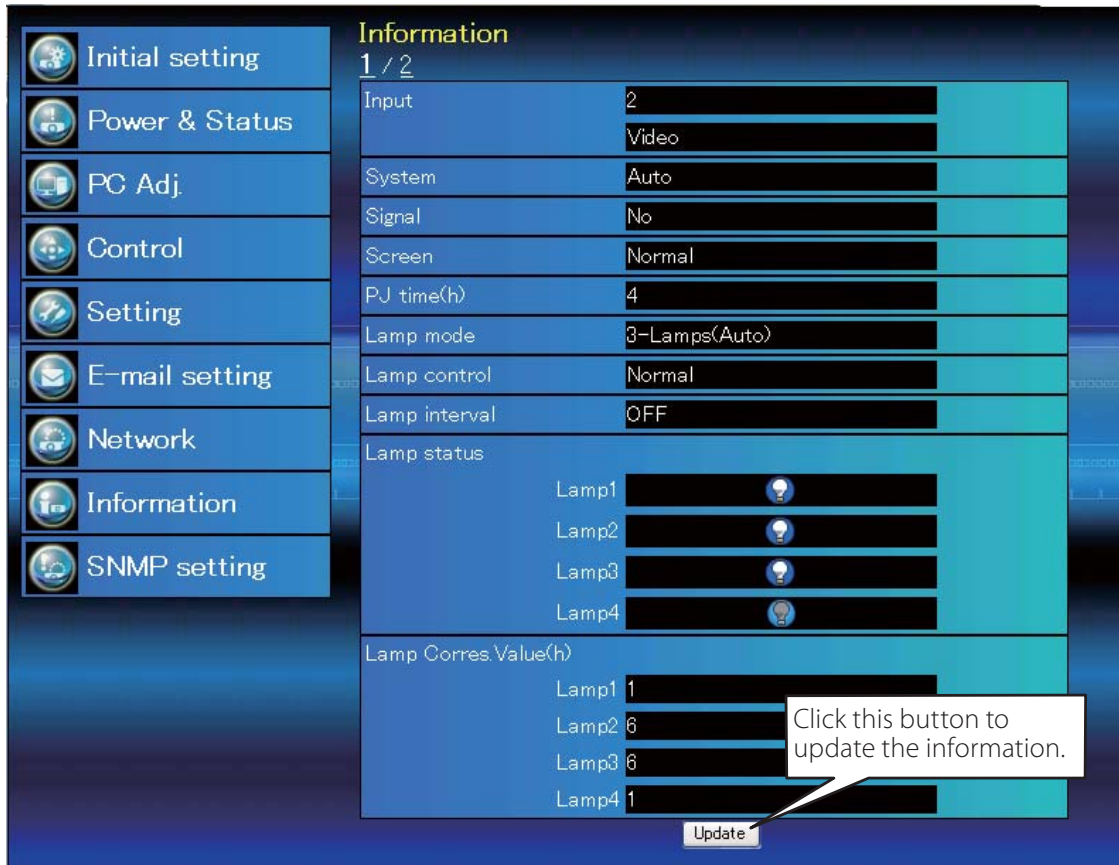 Initial setting
Power & Status
PC Adj.
Control
Setting
E-mail setting
Network
Information
SNMP setting
Information
1 / 2
Input 2
Video
System Auto
Signal No
Screen Normal
PJ time(h) 4
Lamp mode 3-Lamps(Auto)
Lamp control Normal
Lamp interval OFF
Lamp status
Lamp1
Lamp2
Lamp3
Lamp4
Lamp Corres.Value(h)
Lamp1 1
Lamp2 6
Lamp3 6
Lamp4 1
Click this button to
update the information.
Update